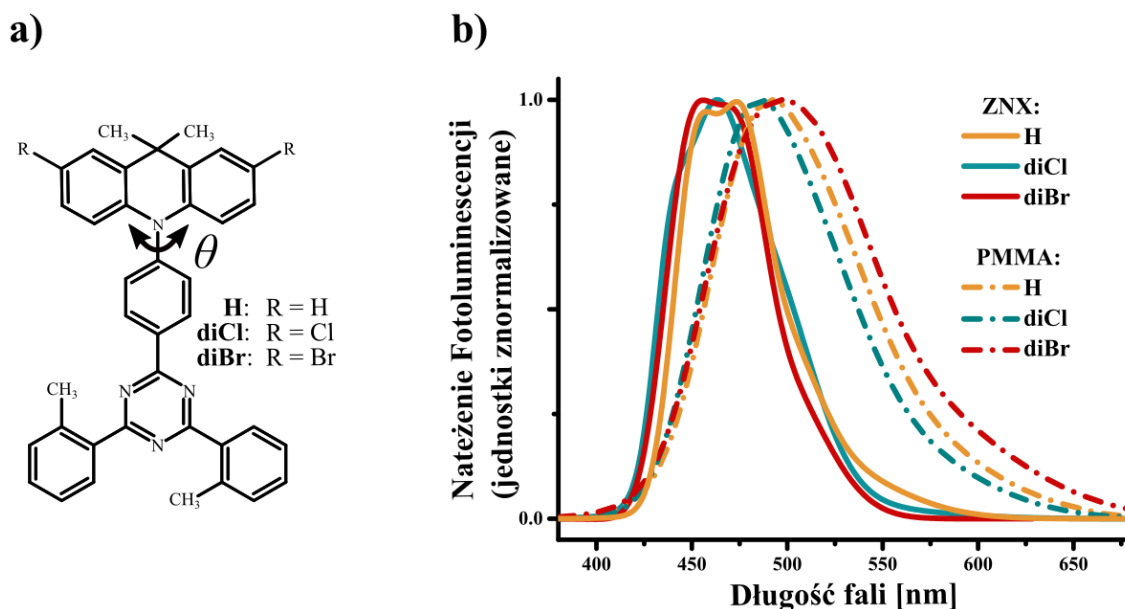 a)
CH₃ CH₃
R R
N
θ
H: R = H
diCl: R = Cl
diBr: R = Br
CH₃
N N
N
CH₃
b)
Natężenie Fotoluminescencji
(jednostki znormalizowane)
1.0
0.0
ZNX:
H
diCl
diBr
PMMA:
H
diCl
diBr
400 450 500 550 600 650
Długość fali [nm]